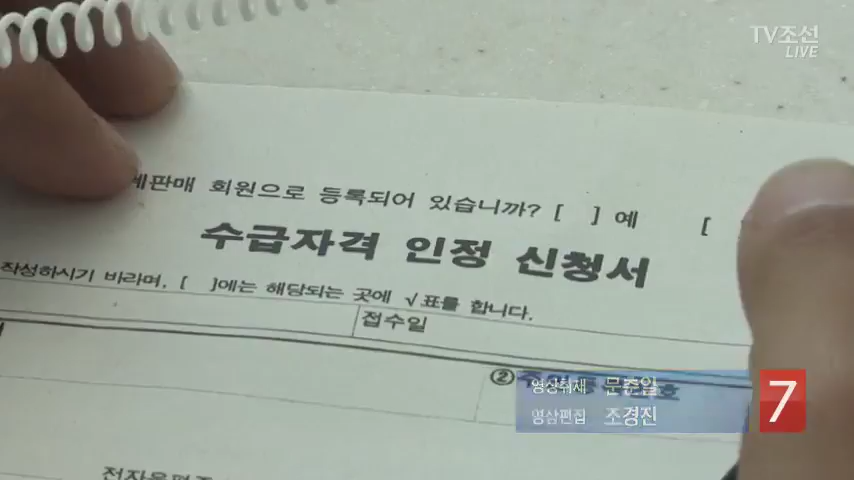 TV조선
LIVE
판매 회원으로 등록되어 있습니까? [ ] 예 [
수급자격 인정 신청서
작성하시기 바라며, [ ]에는 해당되는 곳에 √표를 합니다.
접수일
②
영상취재 문준일
영상편집 조경진
7